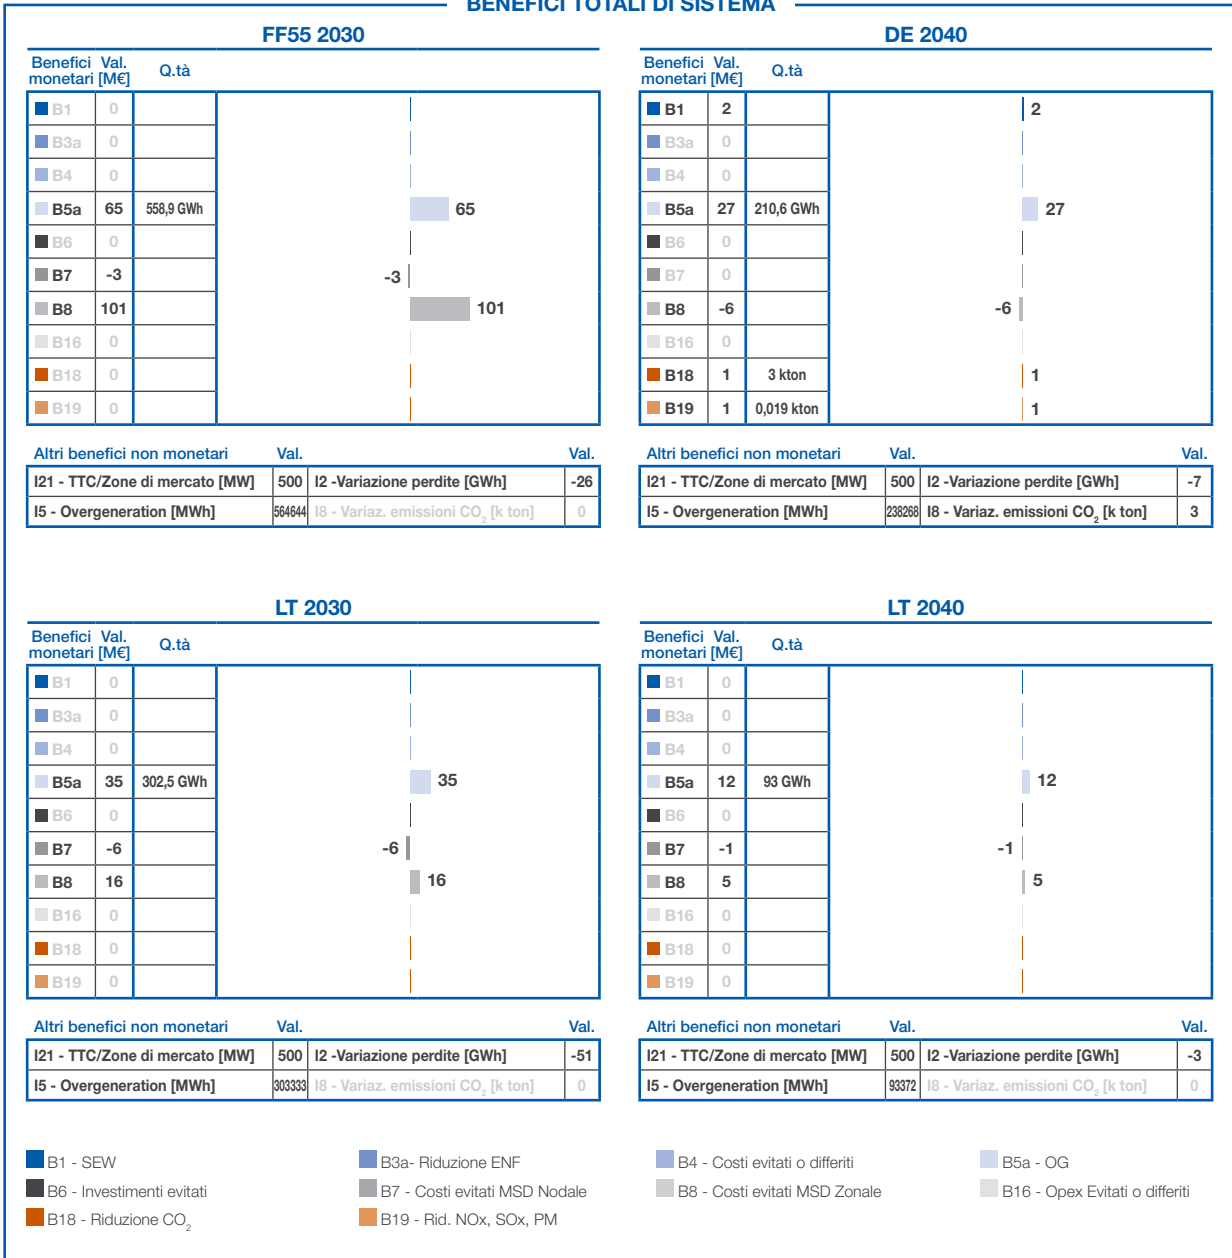 BENEFICI TOTALI DI SISTEMA
FF55 2030
Benefici monetari Val. [M€] Q.tà
B1 0
B3a 0
B4 0
B5a 65 558,9 GWh 65
B6 0
B7 -3 -3
B8 101 101
B16 0
B18 0
B19 0
Altri benefici non monetari Val. Val.
I21 - TTC/Zone di mercato [MW] 500 I2 -Variazione perdite [GWh] -26
I5 - Overgeneration [MWh] 564644 I8 - Variaz. emissioni CO2 [k ton] 0
DE 2040
Benefici monetari Val. [M€] Q.tà
B1 2 2
B3a 0
B4 0
B5a 27 210,6 GWh 27
B6 0
B7 0
B8 -6 -6
B16 0
B18 1 3 kton 1
B19 1 0,019 kton 1
Altri benefici non monetari Val. Val.
I21 - TTC/Zone di mercato [MW] 500 I2 -Variazione perdite [GWh] -7
I5 - Overgeneration [MWh] 238268 I8 - Variaz. emissioni CO2 [k ton] 3
LT 2030
Benefici monetari Val. [M€] Q.tà
B1 0
B3a 0
B4 0
B5a 35 302,5 GWh 35
B6 0
B7 -6 -6
B8 16 16
B16 0
B18 0
B19 0
Altri benefici non monetari Val. Val.
I21 - TTC/Zone di mercato [MW] 500 I2 -Variazione perdite [GWh] -51
I5 - Overgeneration [MWh] 303333 I8 - Variaz. emissioni CO2 [k ton] 0
LT 2040
Benefici monetari Val. [M€] Q.tà
B1 0
B3a 0
B4 0
B5a 12 93 GWh 12
B6 0
B7 -1 -1
B8 5 5
B16 0
B18 0
B19 0
Altri benefici non monetari Val. Val.
I21 - TTC/Zone di mercato [MW] 500 I2 -Variazione perdite [GWh] -3
I5 - Overgeneration [MWh] 93372 I8 - Variaz. emissioni CO2 [k ton] 0
B1 - SEW B3a- Riduzione ENF B4 - Costi evitati o differiti B5a - OG
B6 - Investimenti evitati B7 - Costi evitati MSD Nodale B8 - Costi evitati MSD Zonale B16 - Opex Evitati o differiti
B18 - Riduzione CO2 B19 - Rid. NOx, SOx, PM